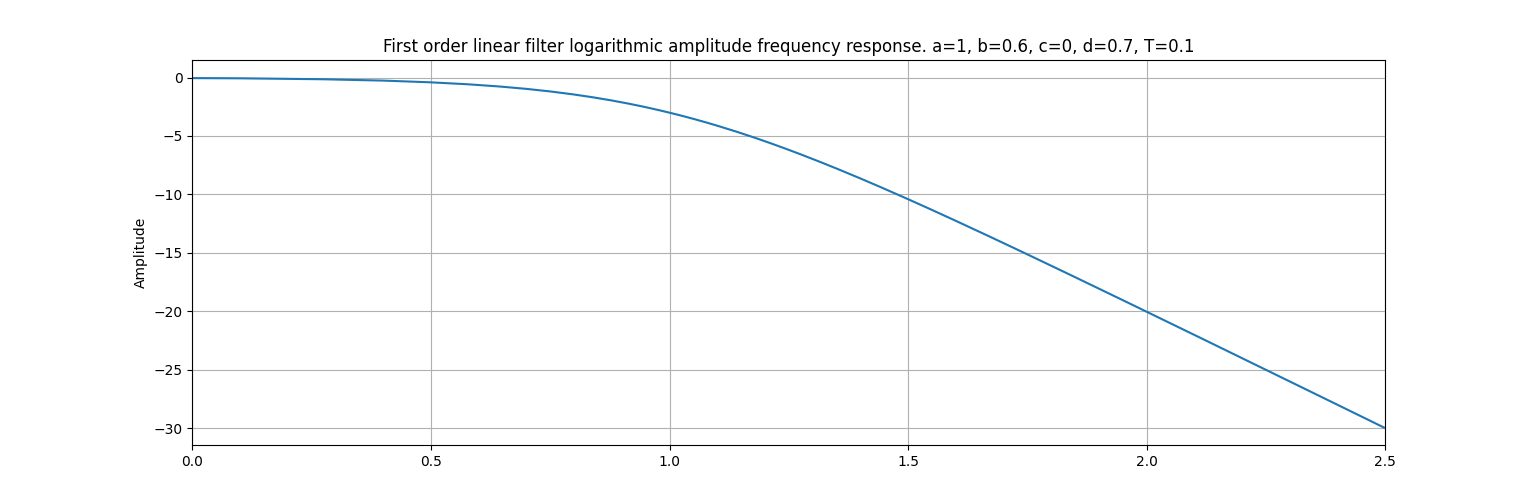 First order linear filter logarithmic amplitude frequency response. a=1, b=0.6, c=0, d=0.7, T=0.1
Amplitude
0
−5
−10
−15
−20
−25
−30
0.0 0.5 1.0 1.5 2.0 2.5